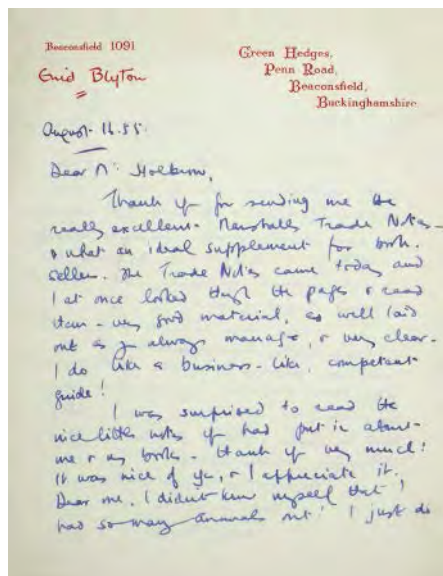 Beaconsfield 1091
Enid Blyton
Green Hedges,
Penn Road,
Beaconsfield,
Buckinghamshire.
August 16. 55.
Dear Mr
Thank you for sending me the
really excellent Marshalls Trade Notes -
& what an ideal supplement for book-
sellers. The Trade Notes came today and
I at once looked through the pages & read
them - very good material, as well laid
out as you always manage, & very clear.
I do like a business-like, competent
guide!
I was surprised to read the
nice little notes you had put in about
me & my books - thank you very much!
It was nice of you, & I appreciate it.
Dear me, I didn't know myself that I
had so many annuals out! I just do